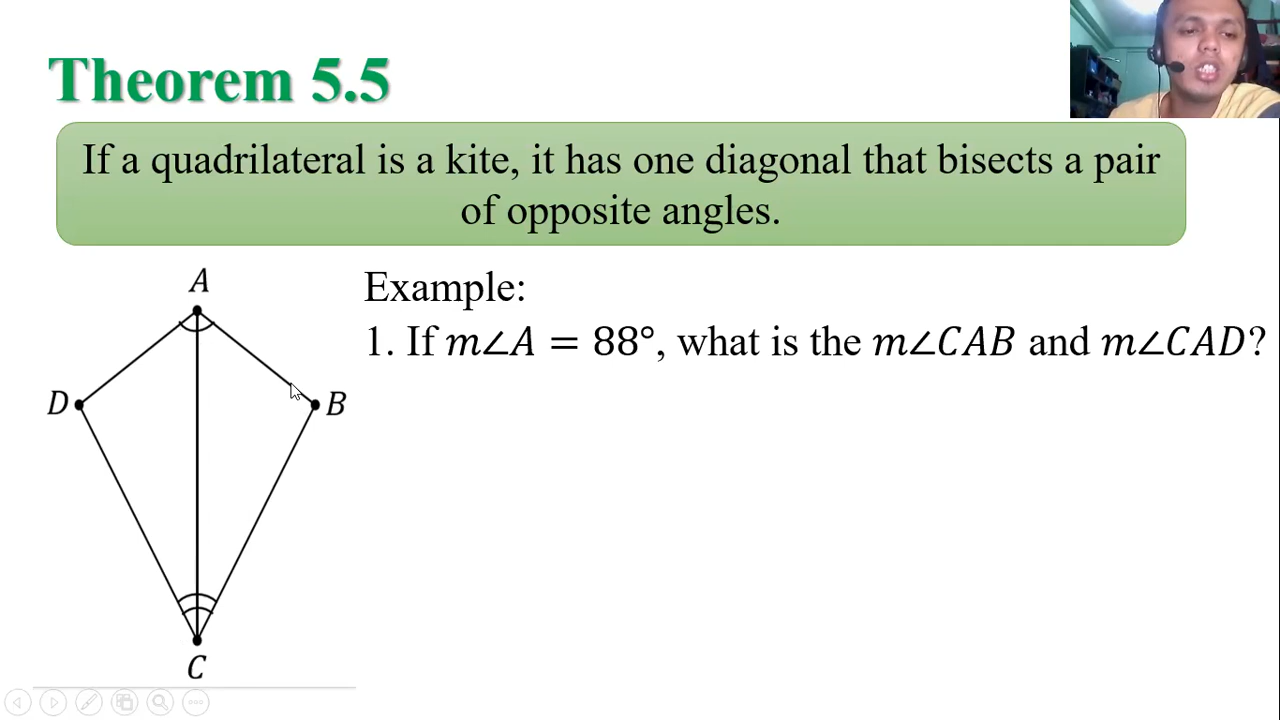 Theorem 5.5
If a quadrilateral is a kite, it has one diagonal that bisects a pair
of opposite angles.
A
Example:
1. If m∠A = 88°, what is the m∠CAB and m∠CAD?
D
B
C